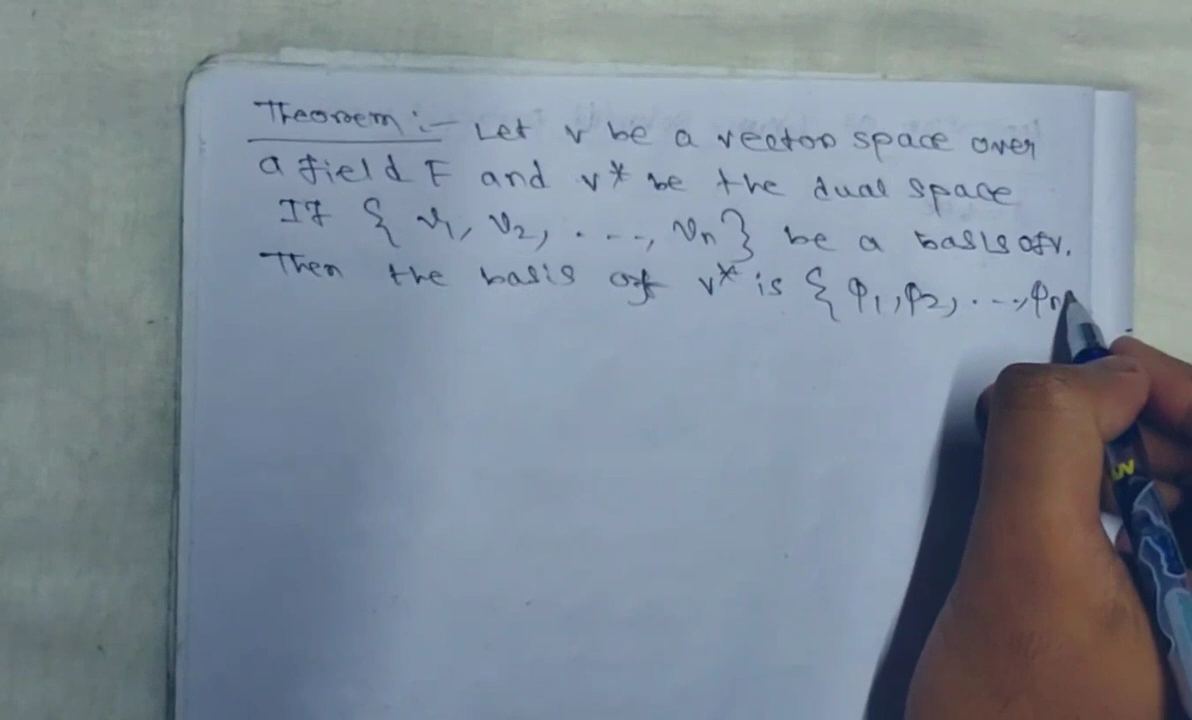 Theorem :- Let v be a vector space over
a field F and v* be the dual space
If { v1, v2, . ..., vn } be a basis of v.
Then the basis of v* is { φ1, φ2, . ..., φn